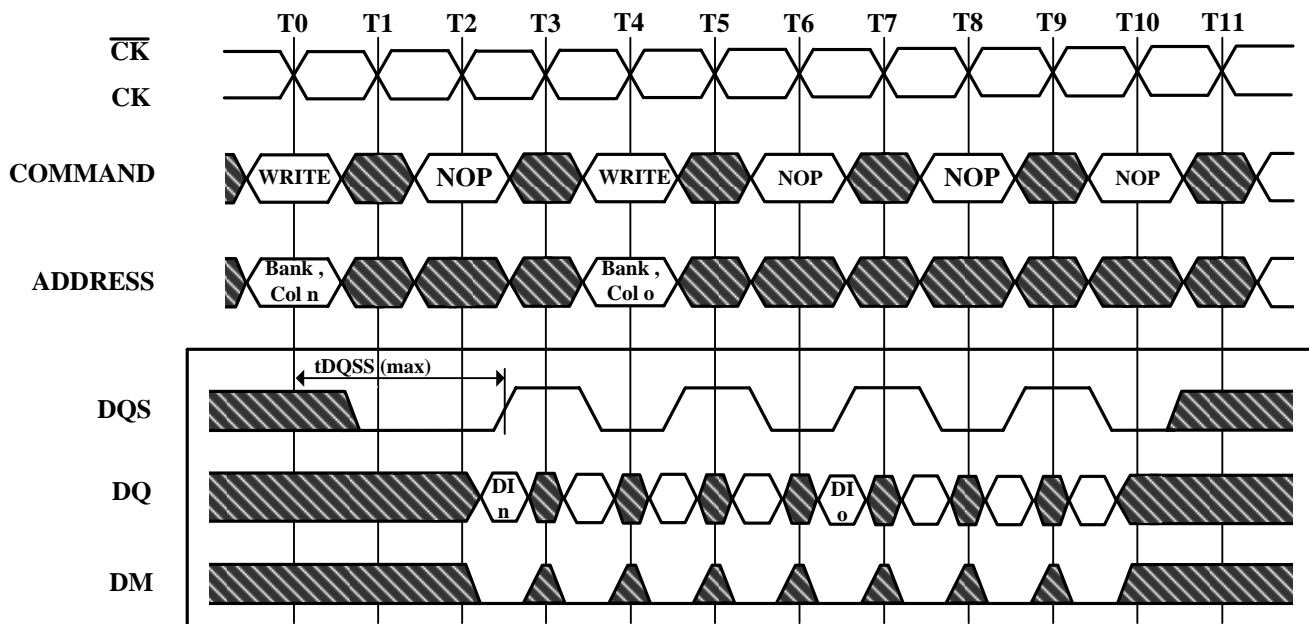 T0 T1 T2 T3 T4 T5 T6 T7 T8 T9 T10 T11
CK
CK
COMMAND WRITE NOP WRITE NOP NOP NOP
ADDRESS Bank , Bank ,
Col n Col o
tDQSS (max)
DQS
DQ DI DI
n o
DM